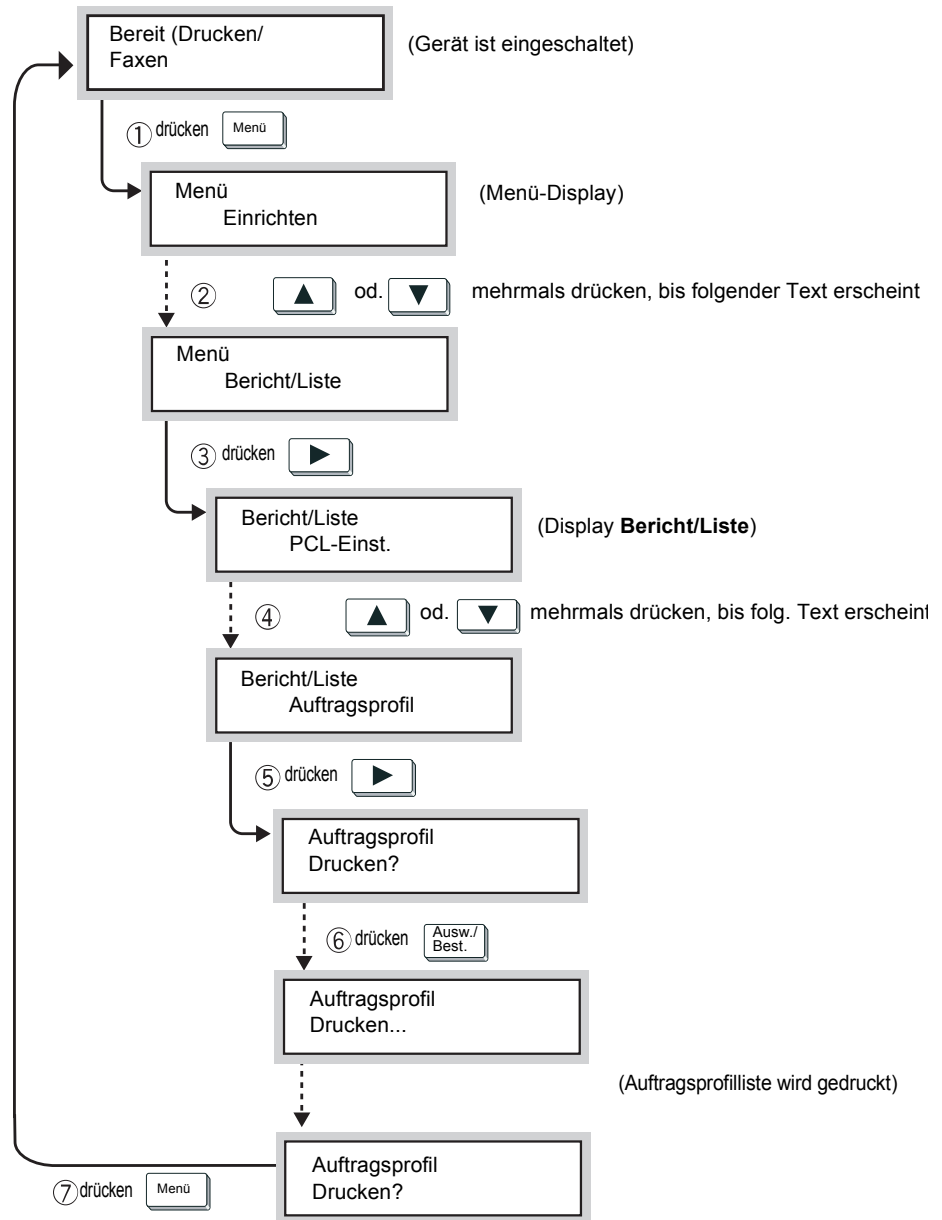 Bereit (Drucken/
Faxen
(Gerät ist eingeschaltet)
① drücken Menü
Menü
Einrichten
(Menü-Display)
② ▲ od. ▼ mehrmals drücken, bis folgender Text erscheint
Menü
Bericht/Liste
③ drücken ▶
Bericht/Liste
PCL-Einst.
(Display Bericht/Liste)
④ ▲ od. ▼ mehrmals drücken, bis folg. Text erscheint
Bericht/Liste
Auftragsprofil
⑤ drücken ▶
Auftragsprofil
Drucken?
⑥ drücken Ausw./
Best.
Auftragsprofil
Drucken...
(Auftragsprofilliste wird gedruckt)
Auftragsprofil
Drucken?
⑦ drücken Menü